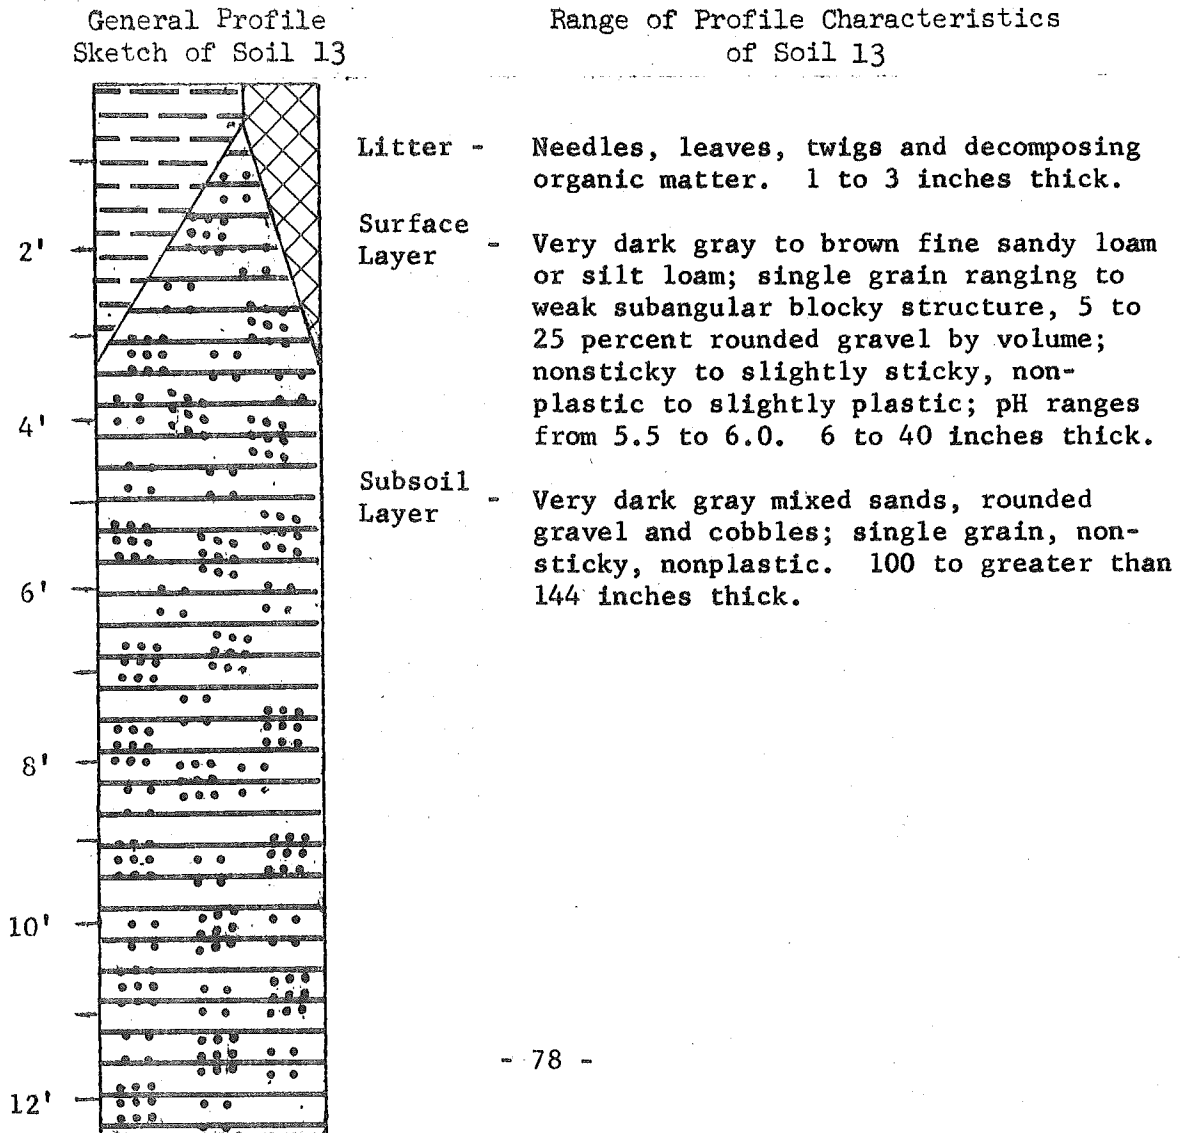 General Profile
Sketch of Soil 13
Range of Profile Characteristics
of Soil 13
Litter - Needles, leaves, twigs and decomposing
organic matter. 1 to 3 inches thick.
Surface
Layer - Very dark gray to brown fine sandy loam
or silt loam; single grain ranging to
weak subangular blocky structure, 5 to
25 percent rounded gravel by volume;
nonsticky to slightly sticky, non-
plastic to slightly plastic; pH ranges
from 5.5 to 6.0. 6 to 40 inches thick.
Subsoil
Layer - Very dark gray mixed sands, rounded
gravel and cobbles; single grain, non-
sticky, nonplastic. 100 to greater than
144 inches thick.
2'
4'
6'
8'
10'
12'
- 78 -